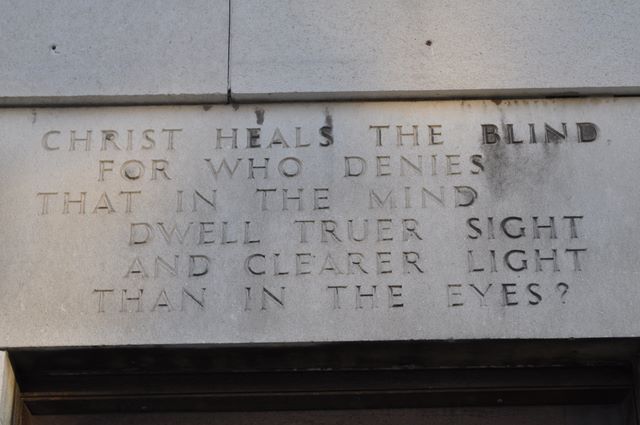 CHRIST HEALS THE BLIND
FOR WHO DENIES
THAT IN THE MIND
DWELL TRUER SIGHT
AND CLEARER LIGHT
THAN IN THE EYES?